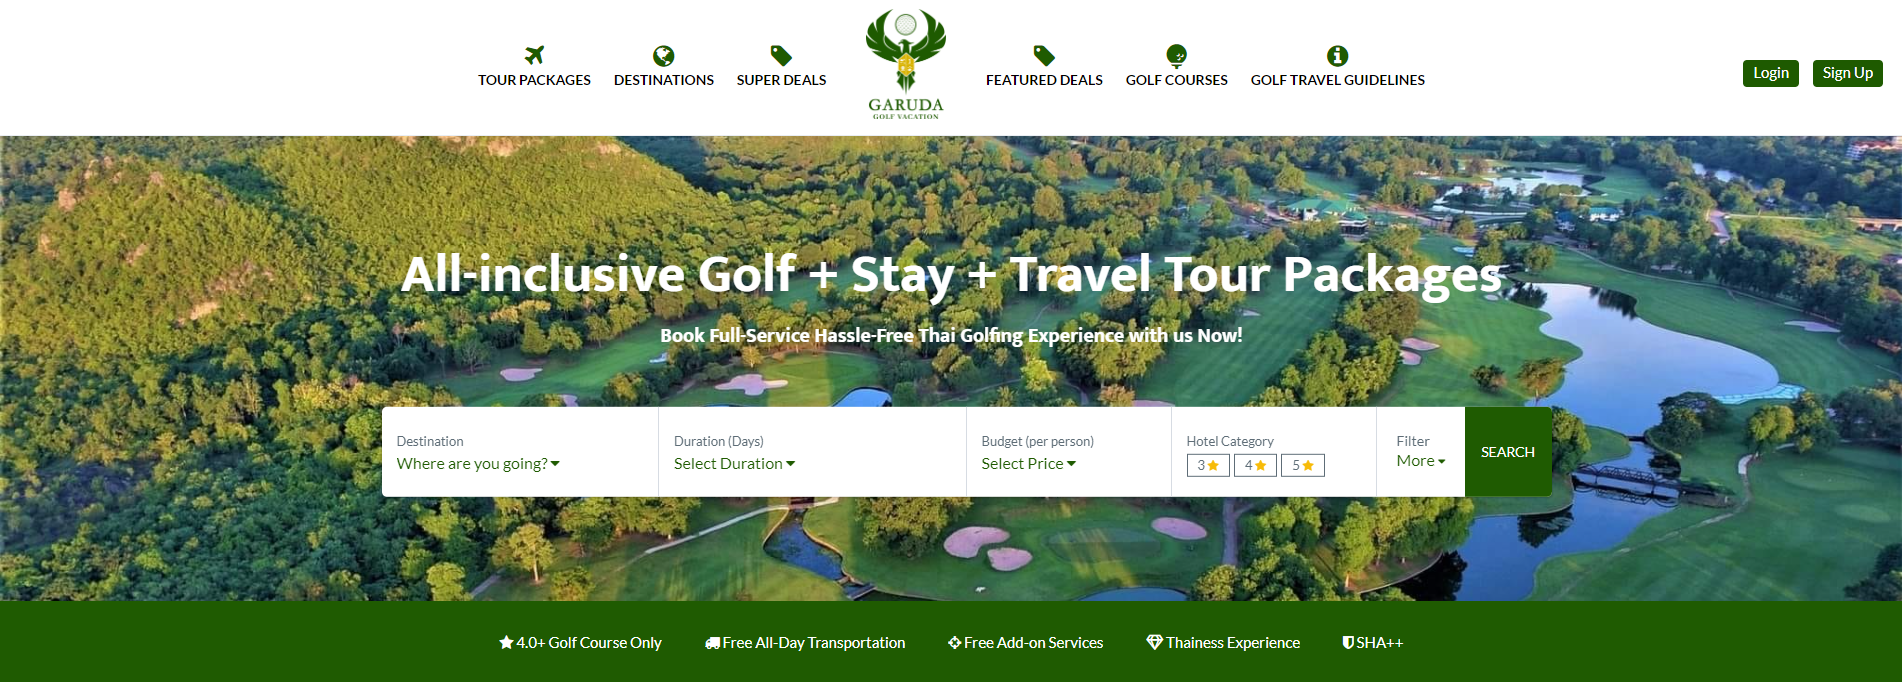 TOUR PACKAGES
DESTINATIONS
SUPER DEALS
GARUDA
GOLF VACATION
FEATURED DEALS
GOLF COURSES
GOLF TRAVEL GUIDELINES
Login
Sign Up
All-inclusive Golf + Stay + Travel Tour Packages
Book Full-Service Hassle-Free Thai Golfing Experience with us Now!
Destination
Where are you going?
Duration (Days)
Select Duration
Budget (per person)
Select Price
Hotel Category
3 4 5
Filter
More
SEARCH
4.0+ Golf Course Only
Free All-Day Transportation
Free Add-on Services
Thainess Experience
SHA++